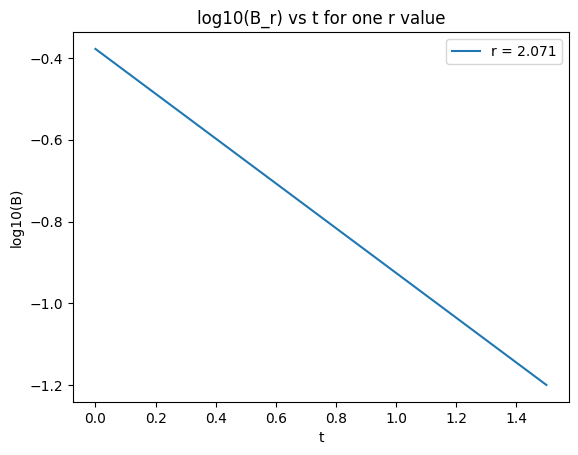 log10(B_r) vs t for one r value
r = 2.071
log10(B)
−0.4
−0.6
−0.8
−1.0
−1.2
0.0 0.2 0.4 0.6 0.8 1.0 1.2 1.4
t